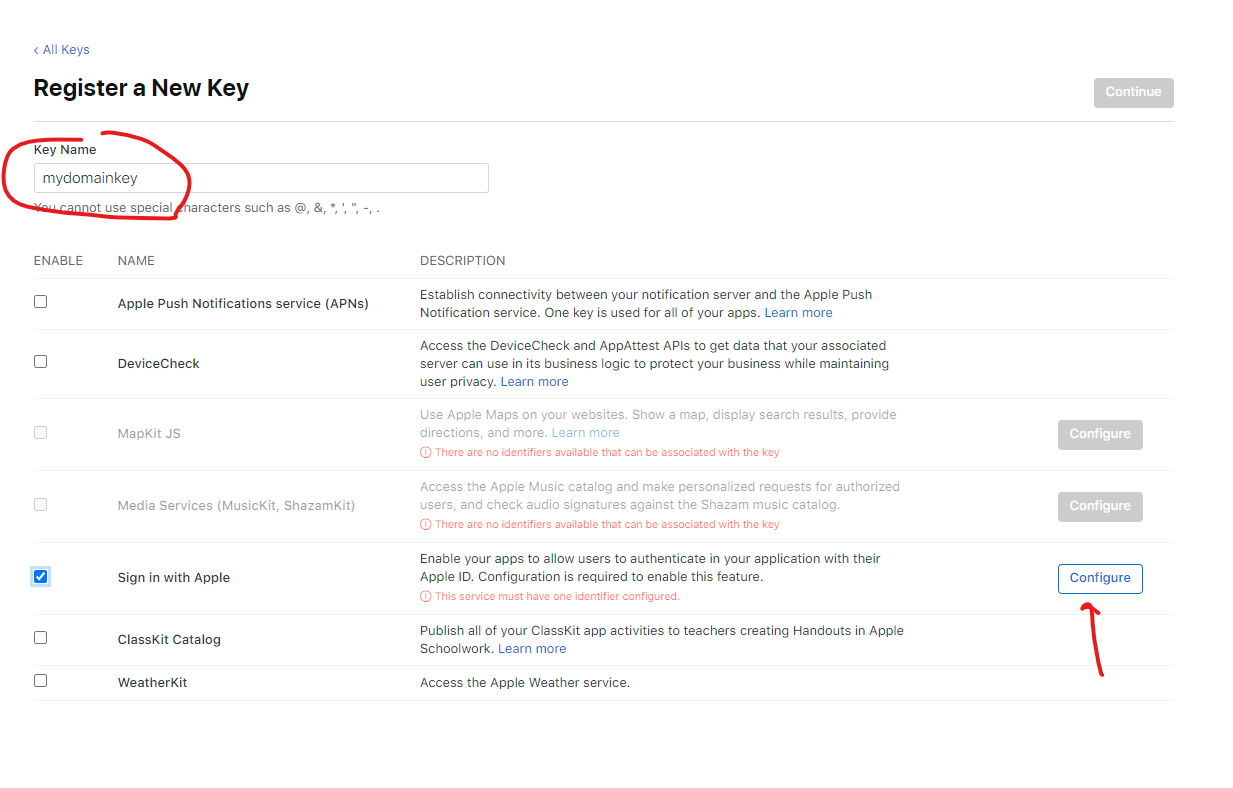 ‹ All Keys
Register a New Key
Continue
Key Name
mydomainkey
You cannot use special characters such as @, &, *, ', ", -, .
ENABLE NAME DESCRIPTION
Apple Push Notifications service (APNs)
Establish connectivity between your notification server and the Apple Push
Notification service. One key is used for all of your apps. Learn more
DeviceCheck
Access the DeviceCheck and AppAttest APIs to get data that your associated
server can use in its business logic to protect your business while maintaining
user privacy. Learn more
MapKit JS
Use Apple Maps on your websites. Show a map, display search results, provide
directions, and more. Learn more
There are no identifiers available that can be associated with the key
Configure
Media Services (MusicKit, ShazamKit)
Access the Apple Music catalog and make personalized requests for authorized
users, and check audio signatures against the Shazam music catalog.
There are no identifiers available that can be associated with the key
Configure
Sign in with Apple
Enable your apps to allow users to authenticate in your application with their
Apple ID. Configuration is required to enable this feature.
This service must have one identifier configured.
Configure
ClassKit Catalog
Publish all of your ClassKit app activities to teachers creating Handouts in Apple
Schoolwork. Learn more
WeatherKit
Access the Apple Weather service.